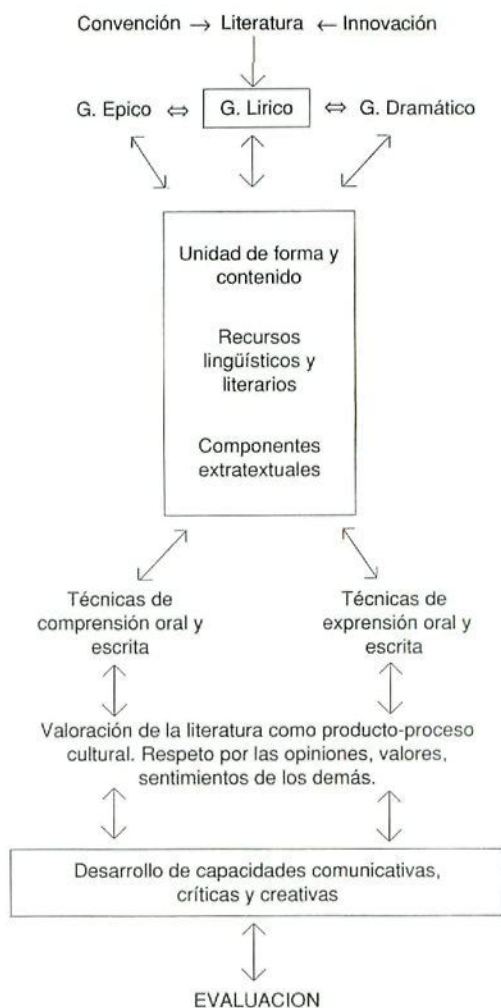 Convención → Literatura ← Innovación
G. Epico ⇔ G. Lirico ⇔ G. Dramático
Unidad de forma y
contenido
Recursos
lingüísticos y
literarios
Componentes
extratextuales
Técnicas de
comprensión oral y
escrita
Técnicas de
exprensión oral y
escrita
Valoración de la literatura como producto-proceso
cultural. Respeto por las opiniones, valores,
sentimientos de los demás.
Desarrollo de capacidades comunicativas,
críticas y creativas
EVALUACION